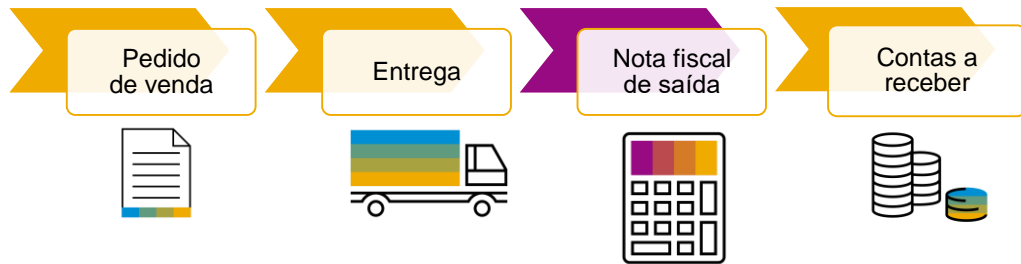 Pedido
de venda
Entrega
Nota fiscal
de saída
Contas a
receber